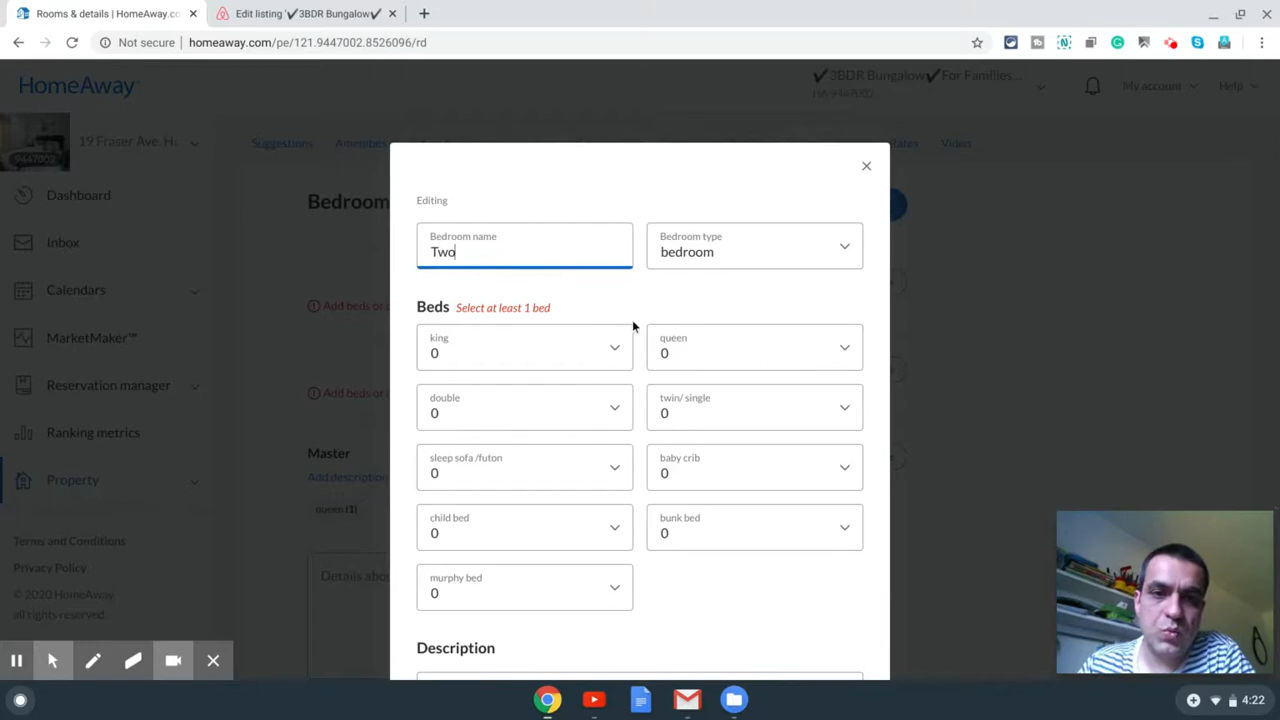 Rooms & details | HomeAway.co
Edit listing '✔3BDR Bungalow✔
Not secure
homeaway.com/pe/121.9447002.8526096/rd
HomeAway
✔3BDR Bungalow✔For Families...
My account
Help
9447002
19 Fraser Ave. H
Suggestions
Video
Dashboard
Inbox
Calendars
MarketMaker™
Reservation manager
Ranking metrics
Property
Terms and Conditions
Privacy Policy
© 2020 HomeAway,
all rights reserved.
Bedroom
Add beds or
Add beds or
Master
Add description
queen (1)
Details abo
Editing
Bedroom name
Two
Bedroom type
bedroom
Beds Select at least 1 bed
king
0
queen
0
double
0
twin/ single
0
sleep sofa /futon
0
baby crib
0
child bed
0
bunk bed
0
murphy bed
0
Description
4:22